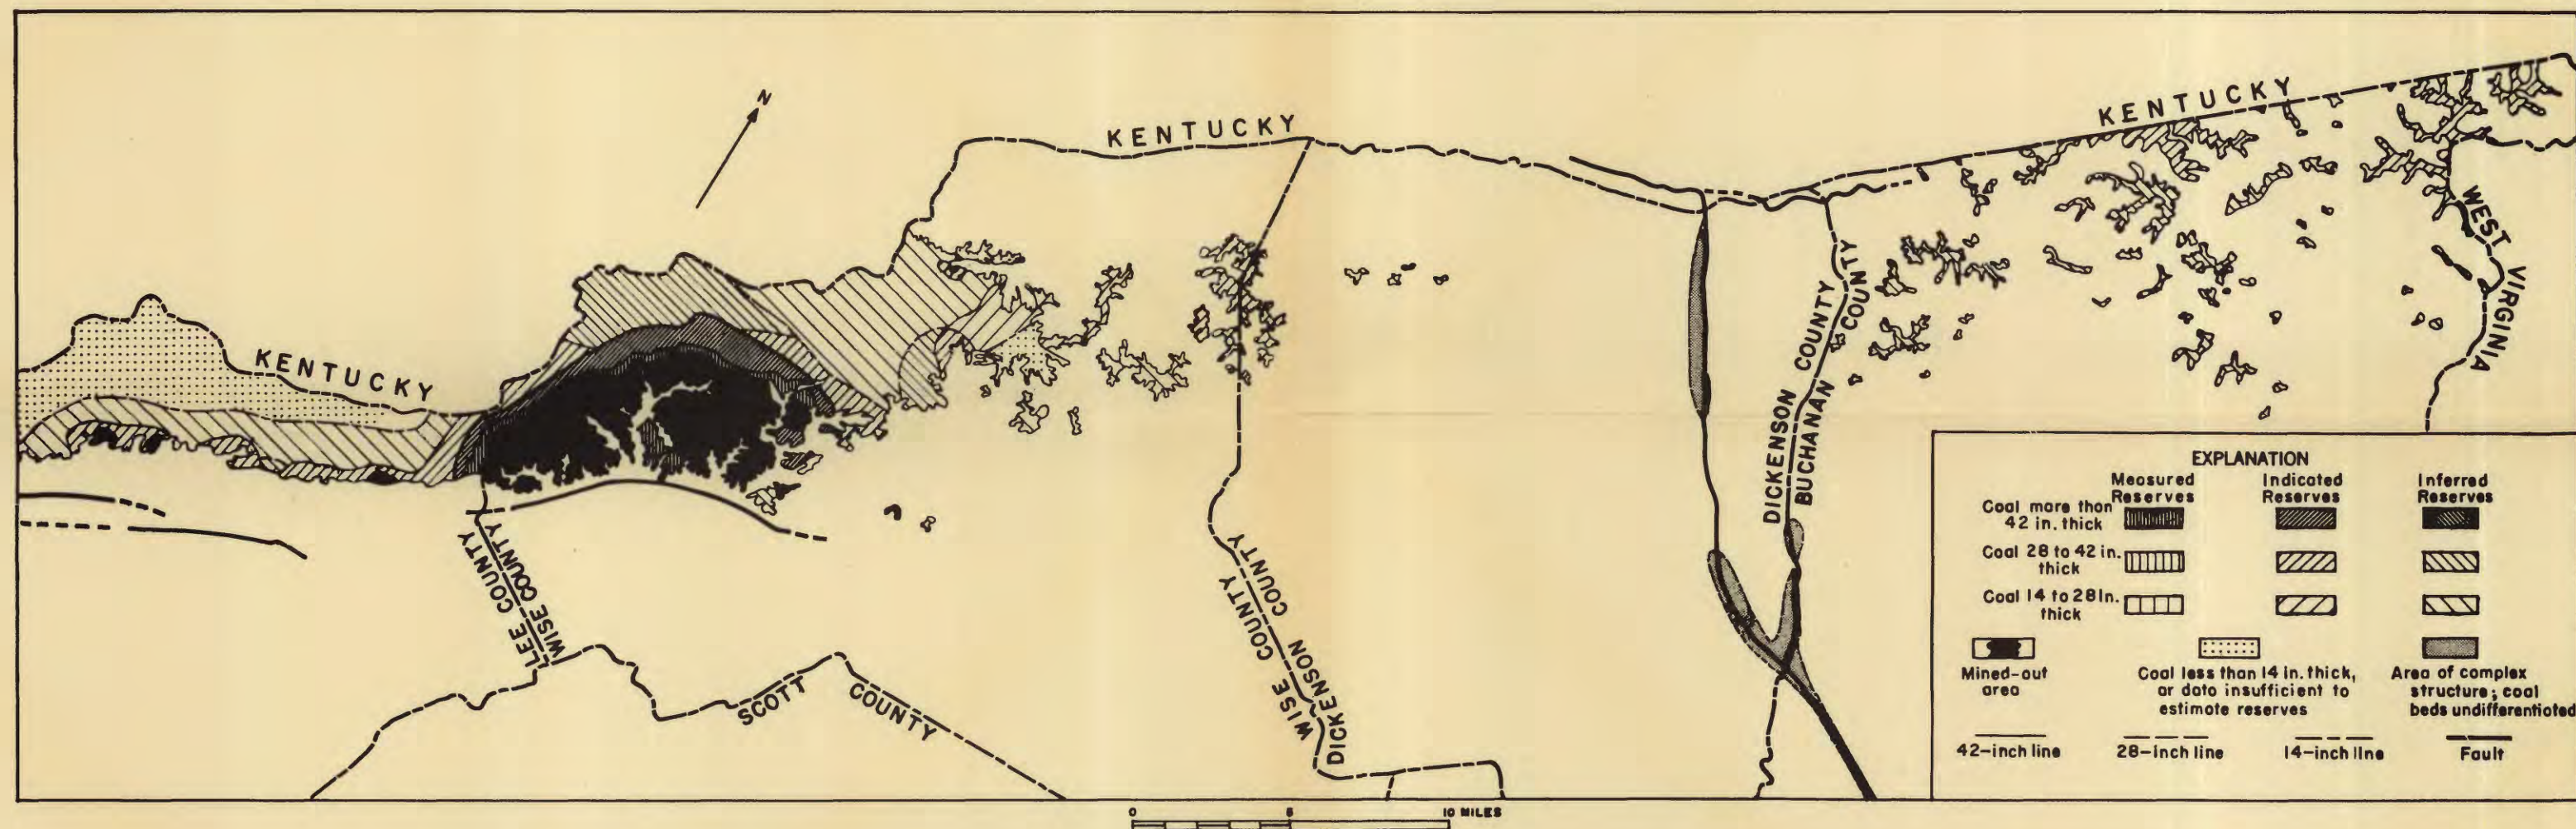 N
KENTUCKY
KENTUCKY
KENTUCKY
KENTUCKY
WEST VIRGINIA
DICKENSON COUNTY
BUCHANAN COUNTY
LEE COUNTY
WISE COUNTY
WISE COUNTY
DICKENSON COUNTY
SCOTT COUNTY
EXPLANATION
Measured Reserves
Indicated Reserves
Inferred Reserves
Coal more than
42 in. thick
Coal 28 to 42 in.
thick
Coal 14 to 28 In.
thick
Mined-out
area
Coal less than 14 in. thick,
or data insufficient to
estimate reserves
Area of complex
structure; coal
beds undifferentiated
42-inch line
28-inch line
14-inch line
Fault
0 5 10 MILES